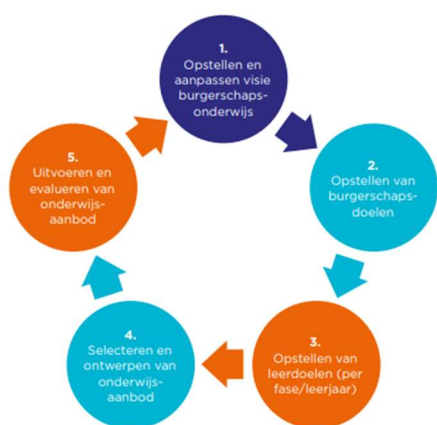 1.
Opstellen en
aanpassen visie
burgerschaps-
onderwijs
2.
Opstellen van
burgerschaps-
doelen
3.
Opstellen van
leerdoelen (per
fase/leerjaar)
4.
Selecteren en
ontwerpen van
onderwijs-
aanbod
5.
Uitvoeren en
evalueren van
onderwijs-
aanbod